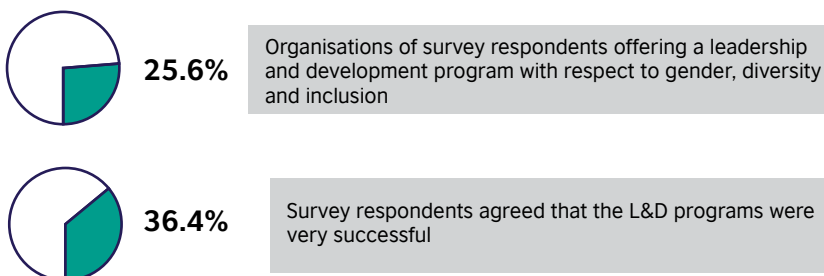 25.6%
Organisations of survey respondents offering a leadership
and development program with respect to gender, diversity
and inclusion
36.4%
Survey respondents agreed that the L&D programs were
very successful